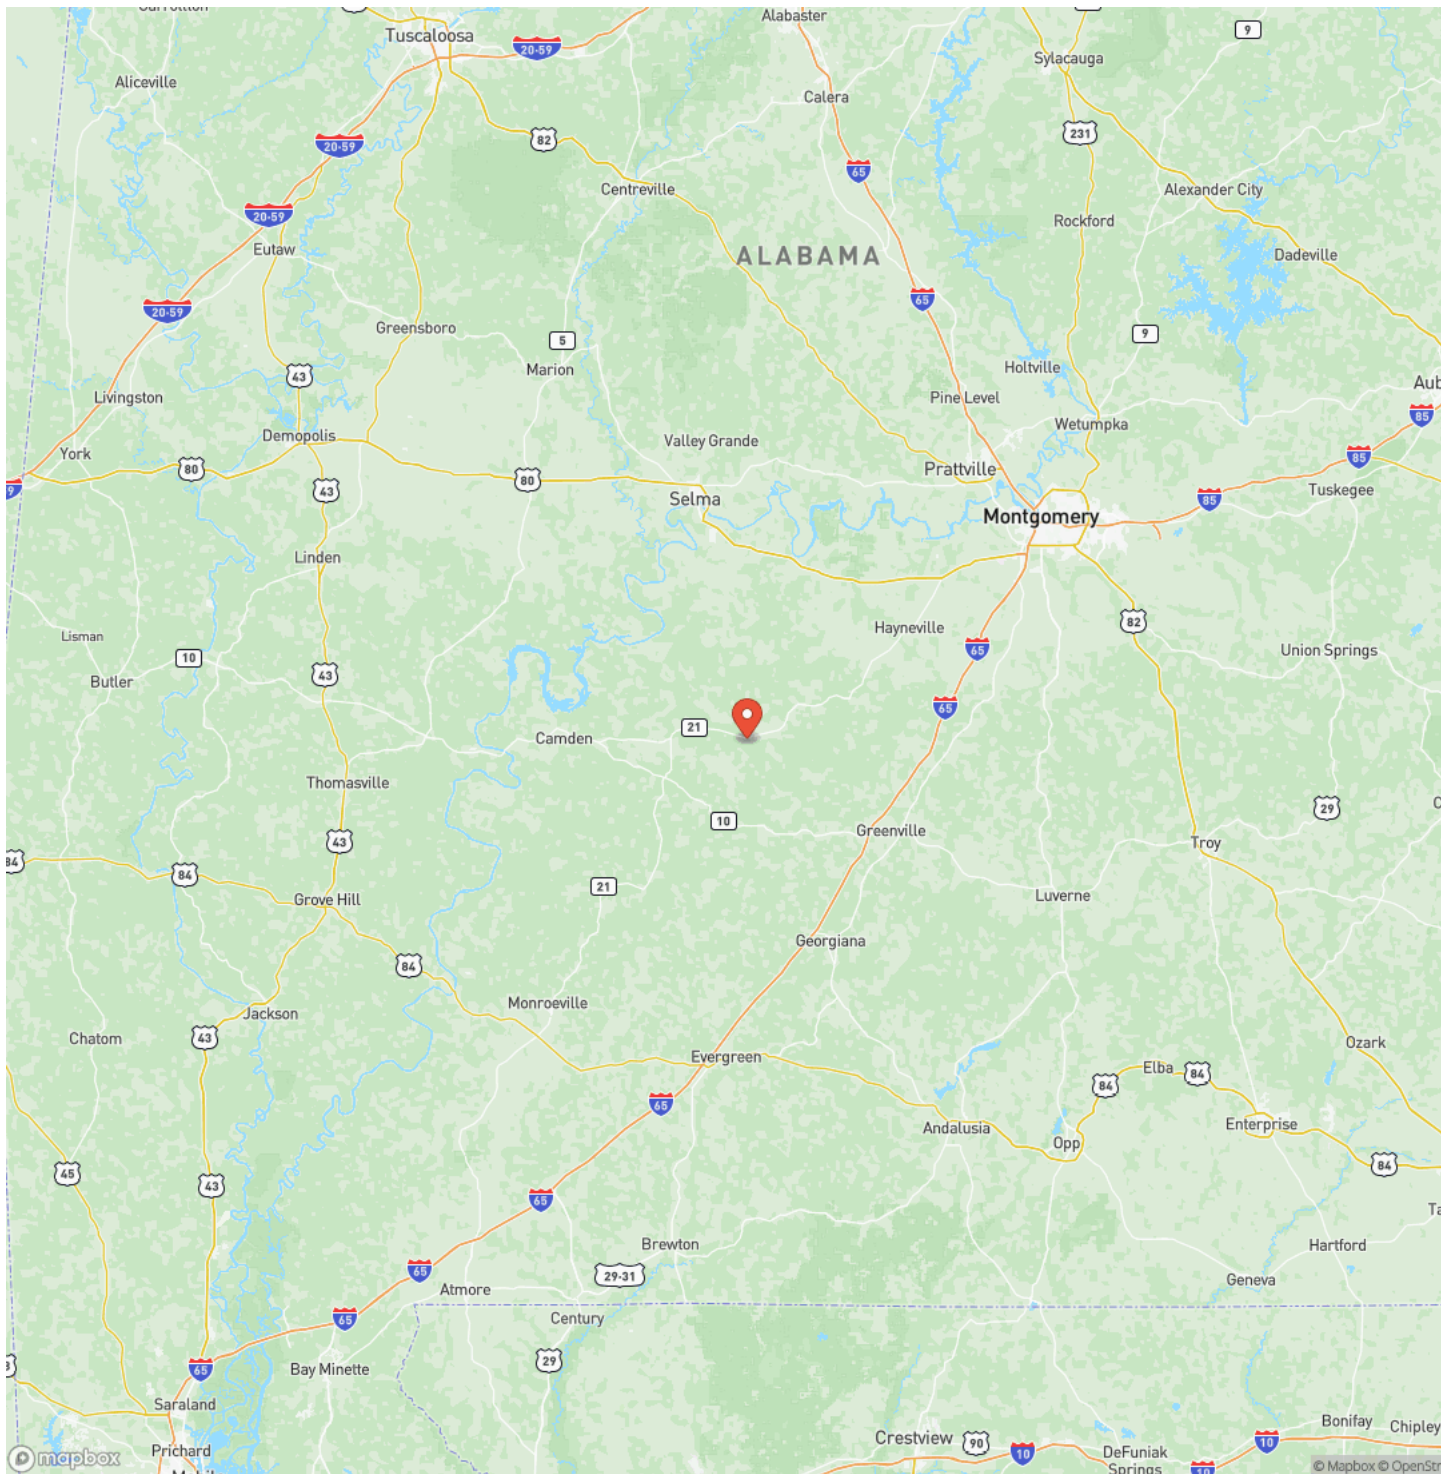 Tuscaloosa
Alabaster
20-59
9
Aliceville
Sylacauga
Calera
231
82
20-59
65
Centreville
Alexander City
20-59
Rockford
Eutaw
ALABAMA
Dadeville
65
20-59
Greensboro
5
9
Marion
Holtville
43
Livingston
Pine Level
Aub
85
Wetumpka
Demopolis
Valley Grande
York
85
80
Prattville
80
43
Selma
9
85
Tuskegee
Montgomery
Linden
82
Hayneville
Lisman
65
Union Springs
10
43
Butler
65
21
Camden
Thomasville
29
C
10
Greenville
43
Troy
84
84
21
Luverne
Grove Hill
Georgiana
84
Monroeville
Jackson
Chatom
43
Ozark
Evergreen
Elba
84
84
65
Enterprise
Andalusia
Opp
84
45
43
65
Ta
Brewton
Hartford
65
29-31
Geneva
Atmore
65
Century
29
65
Bay Minette
Saraland
Bonifay
Chipley
Crestview
90
10
Prichard
10
DeFuniak
Springs
10
mapbox
© Mapbox © OpenStr